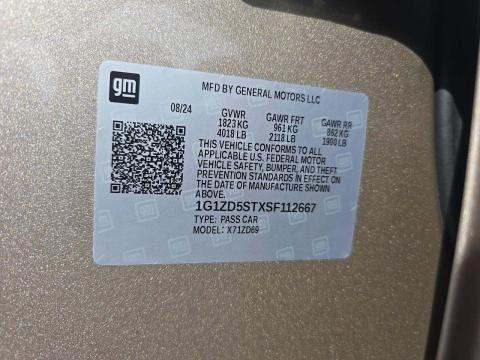 gm
MFD BY GENERAL MOTORS LLC
08/24
GVWR GAWR FRT GAWR RR
1823 KG 961 KG 862 KG
4018 LB 2118 LB 1900 LB
THIS VEHICLE CONFORMS TO ALL
APPLICABLE U.S. FEDERAL MOTOR
VEHICLE SAFETY, BUMPER, AND THEFT
PREVENTION STANDARDS IN EFFECT ON
THE DATE OF MANUFACTURE SHOWN
ABOVE.
1G1ZD5STXSF112667
TYPE: PASS CAR
MODEL: X71ZD69